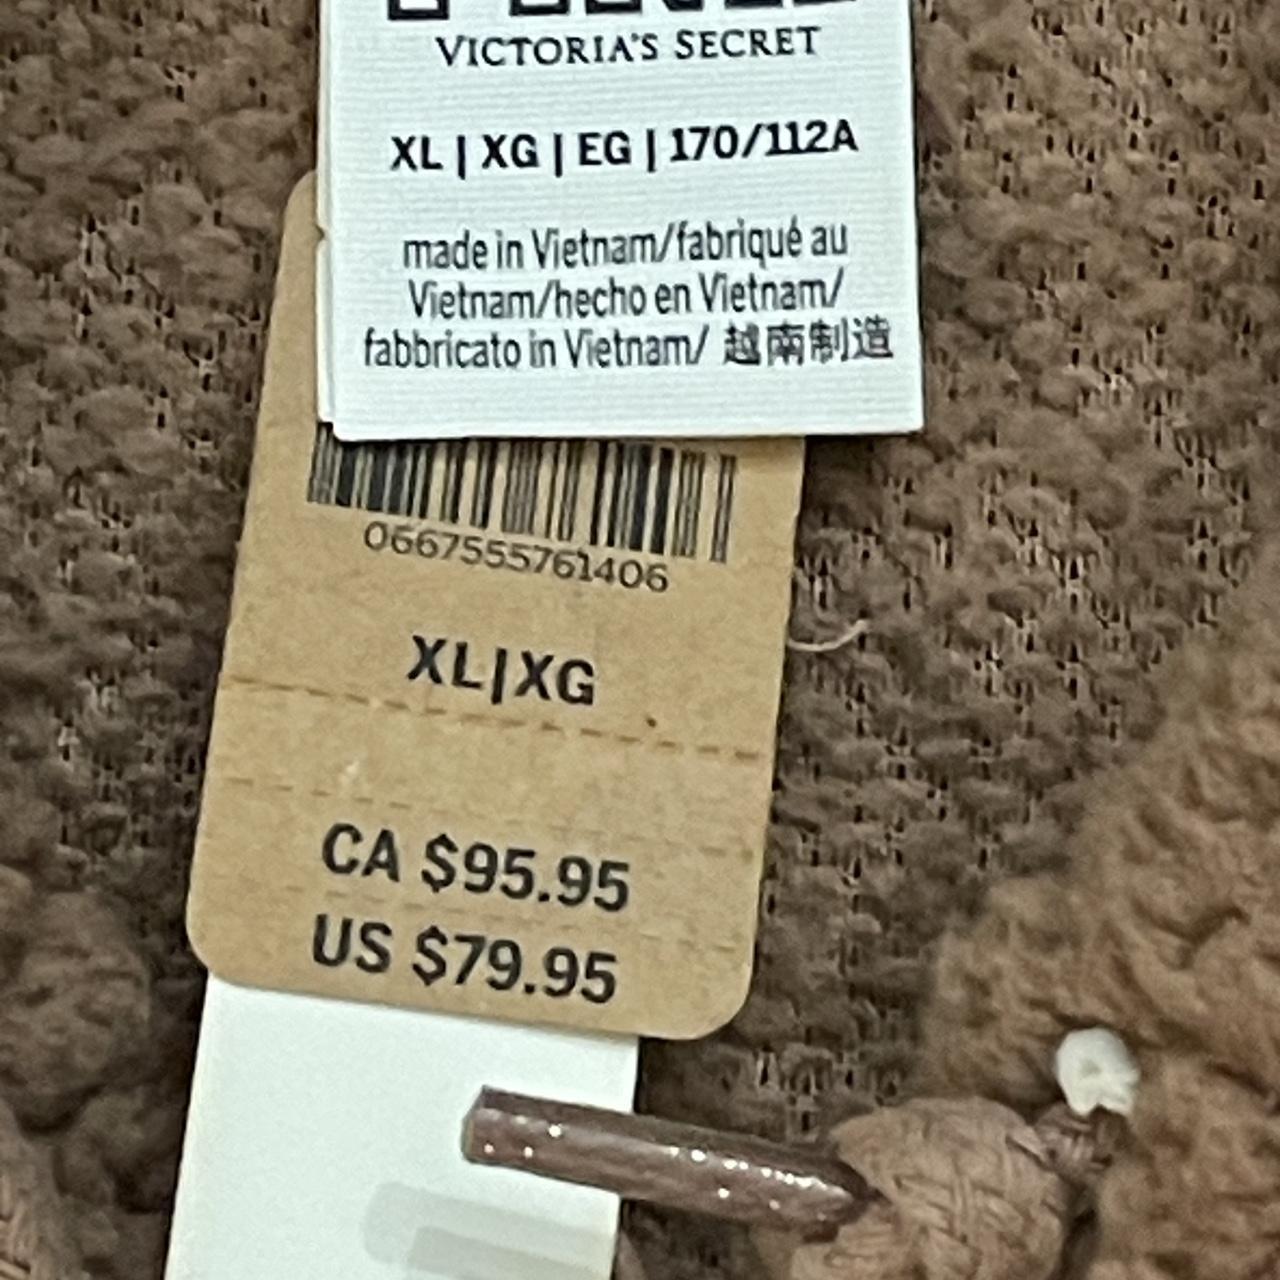 VICTORIA'S SECRET
XL | XG | EG | 170/112A
made in Vietnam/fabriqué au
Vietnam/hecho en Vietnam/
fabbricato in Vietnam/ 越南制造
0667555761406
XL|XG
CA $95.95
US $79.95